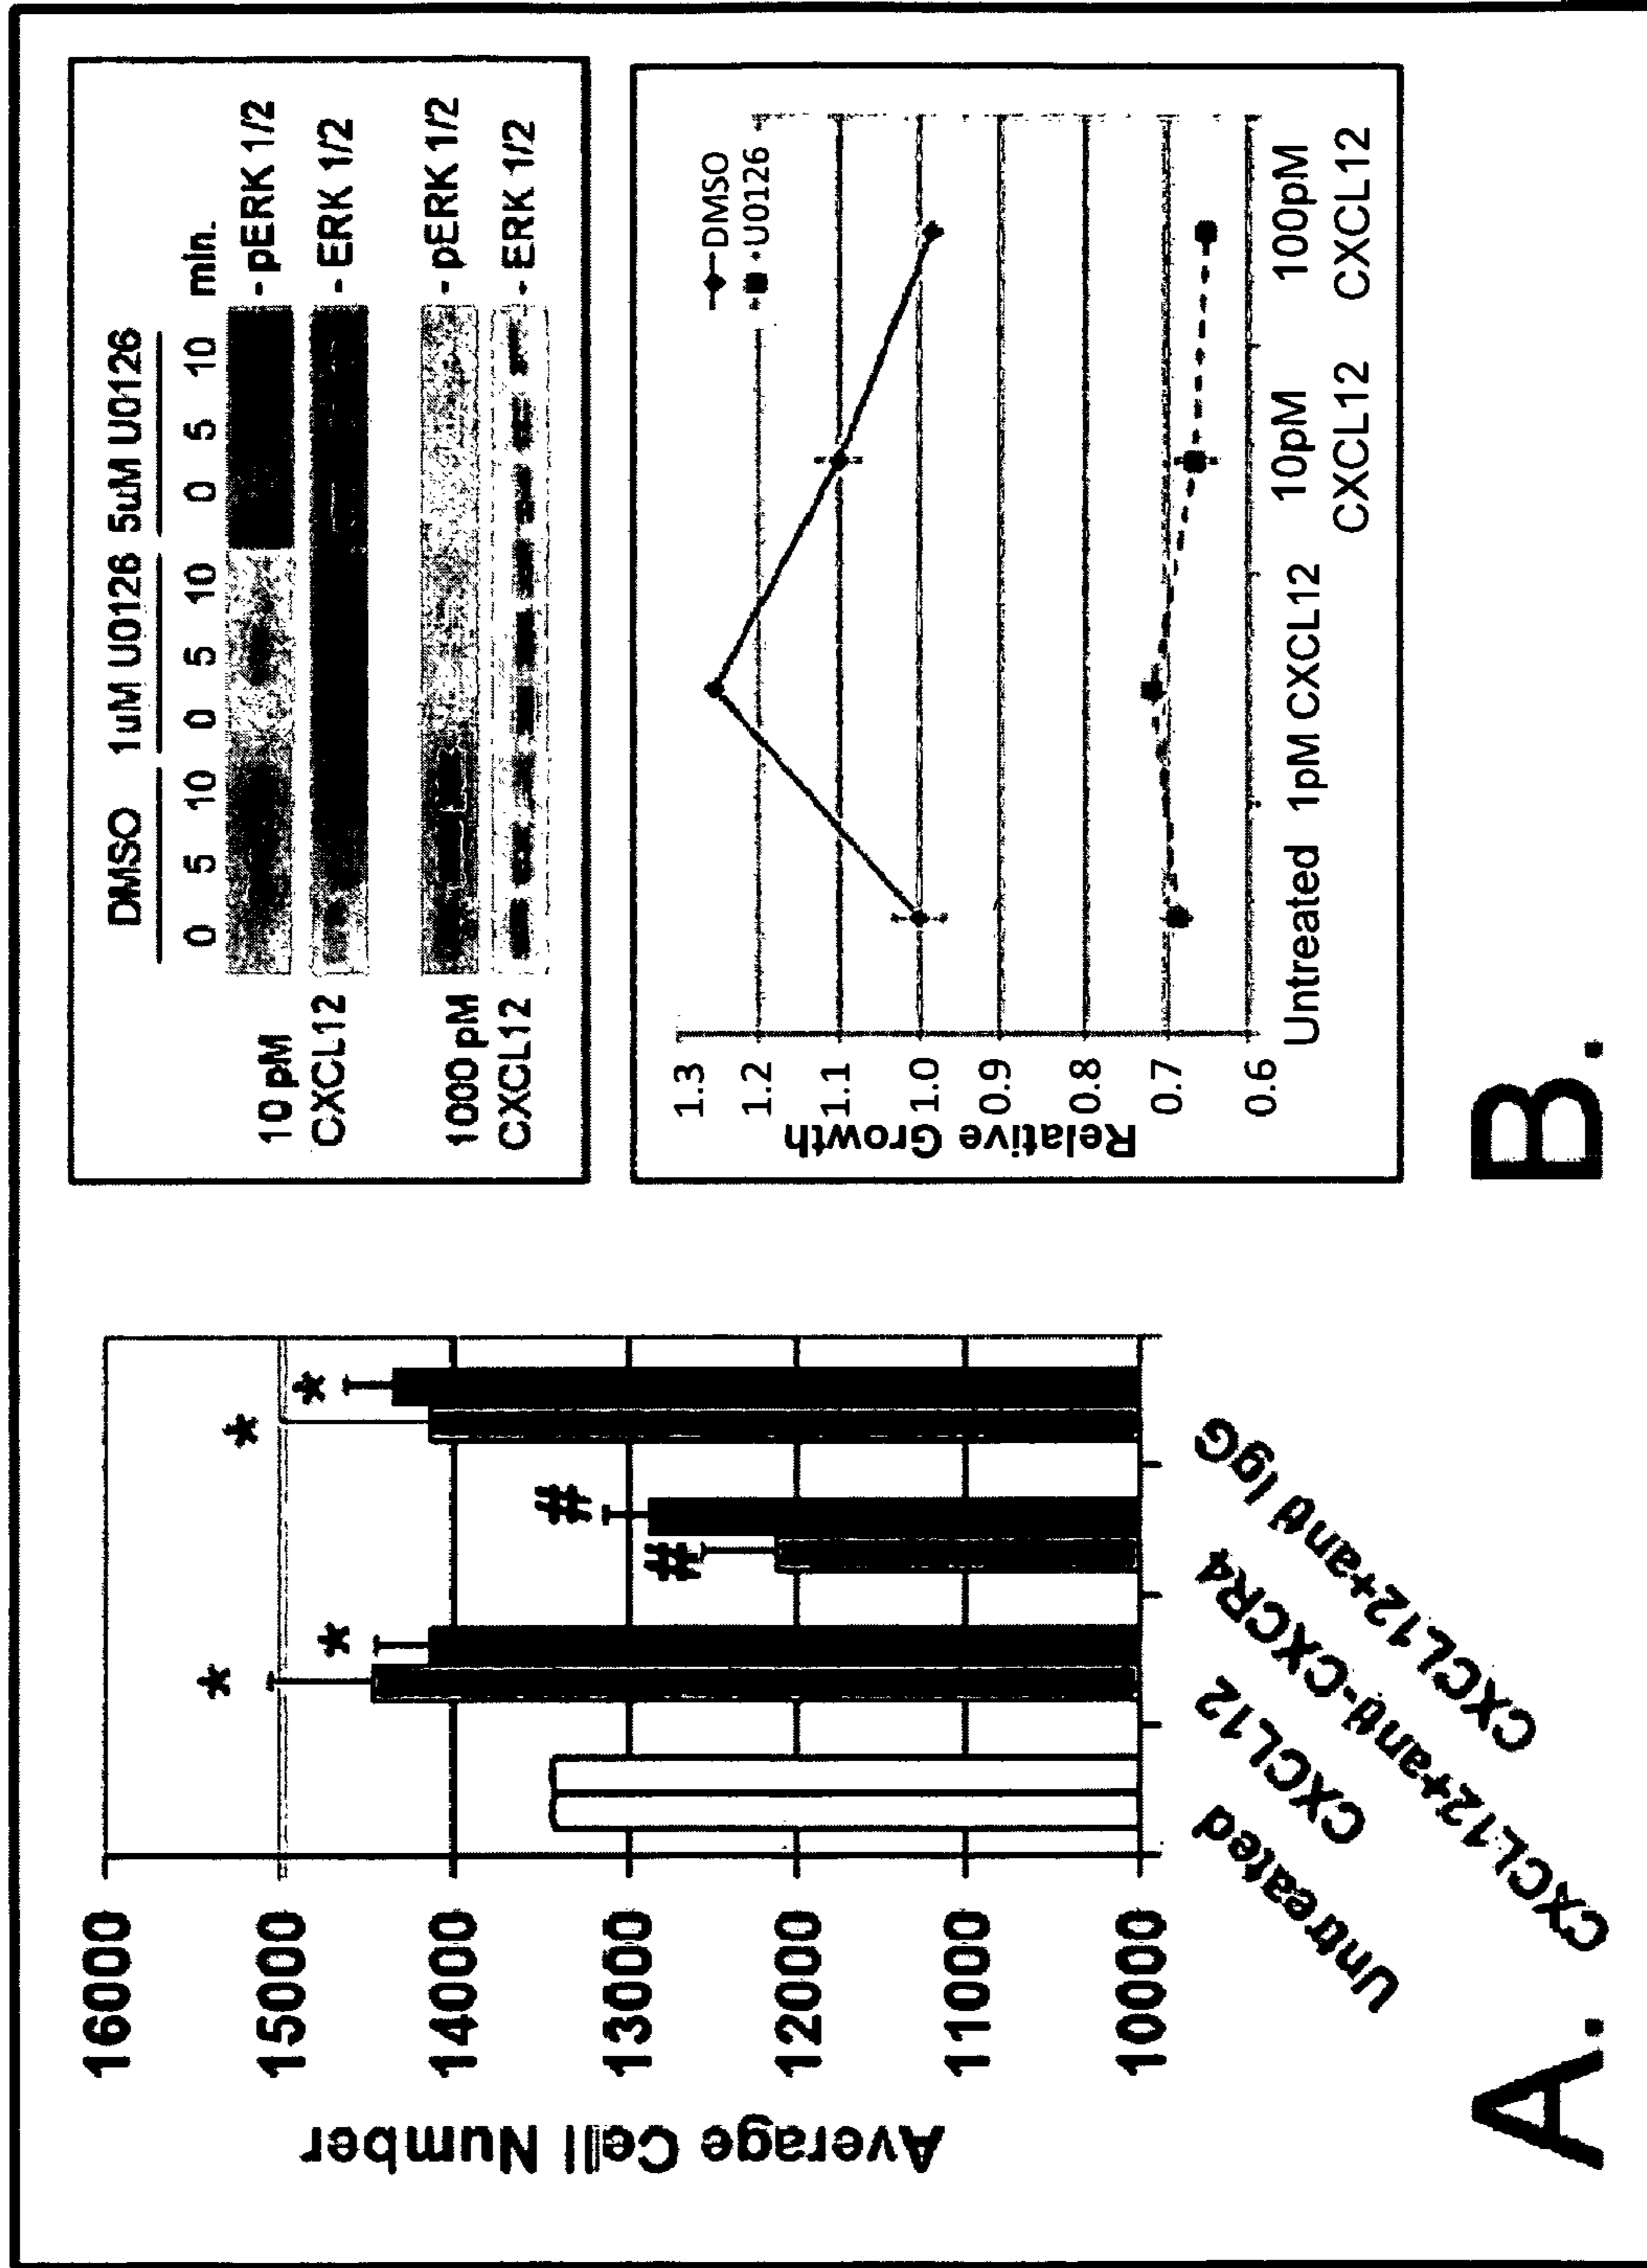 16000
15000
14000
13000
12000
11000
10000
Average Cell Number
* * # # * *
Untreated
CXCL12
CXCL12+anti-CXCR4
CXCL12+anti IgG
A.
DMSO 1uM U0126 5uM U0126
0 5 10 0 5 10 0 5 10 min.
10 pM
CXCL12
- pERK 1/2
- ERK 1/2
1000 pM
CXCL12
- pERK 1/2
- ERK 1/2
DMSO
U0126
1.3
1.2
1.1
1.0
0.9
0.8
0.7
0.6
Relative Growth
Untreated 1pM CXCL12 10pM CXCL12 100pM CXCL12
B.